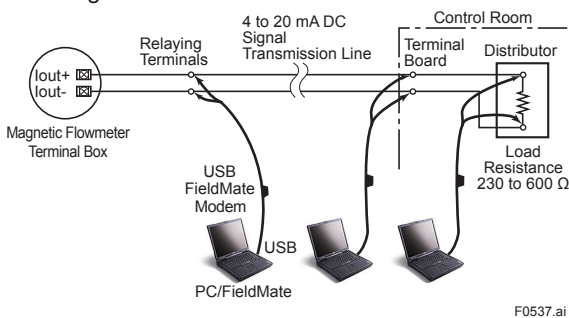 4 to 20 mA DC
Signal
Transmission Line
Control Room
Relaying
Terminals
Terminal
Board
Distributor
Iout+
Iout-
Magnetic Flowmeter
Terminal Box
Load
Resistance
230 to 600 Ω
USB
FieldMate
Modem
USB
PC/FieldMate
F0537.ai